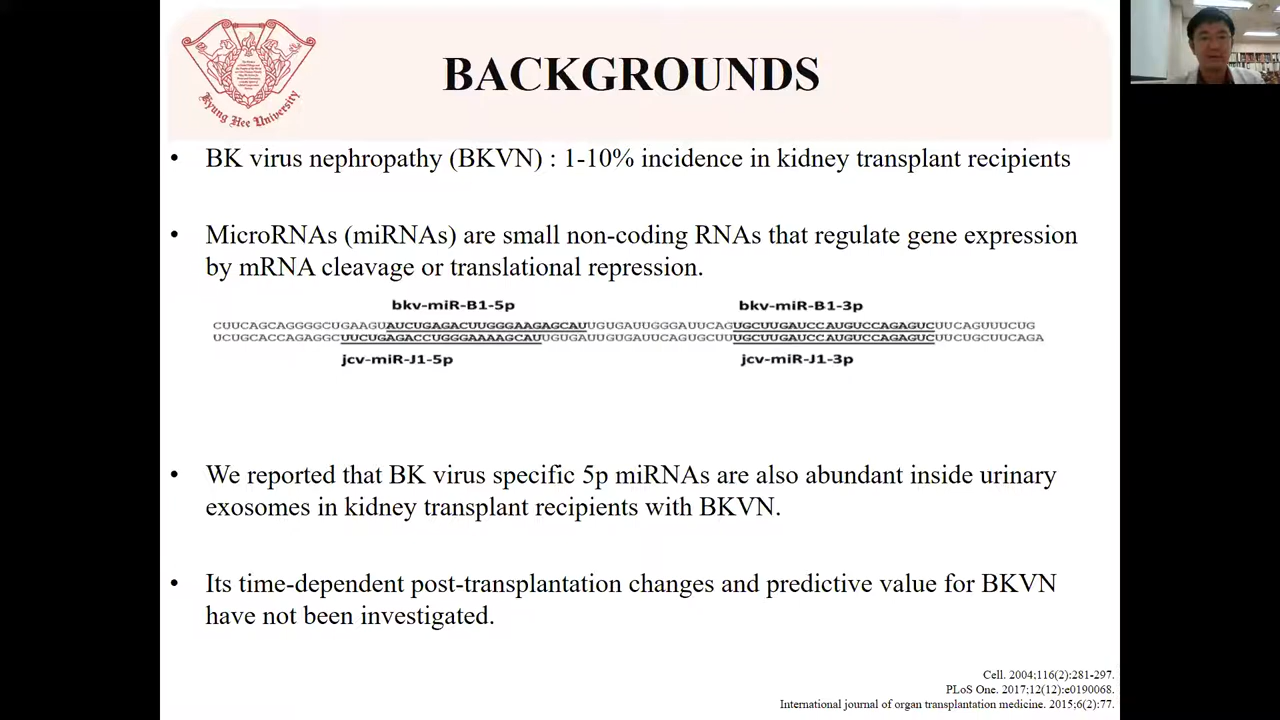 BACKGROUNDS
Kyung Hee University
• BK virus nephropathy (BKVN) : 1-10% incidence in kidney transplant recipients
• MicroRNAs (miRNAs) are small non-coding RNAs that regulate gene expression
by mRNA cleavage or translational repression.
bkv-miR-B1-5p bkv-miR-B1-3p
CUUCAGCAGGGGCUGAAGUAUCUGAGACUUGGGAAGAGCAUUGUGAUUGGGAUUCAGUGCUUGAUCCAUGUCCAGAGUCUUCAGUUUCUG
UCUGCACCAGAGGCUUCUGAGACCUGGGAAAAGCAUUGUGAUUGUGAUUCAGUGCUUUGCUUGAUCCAUGUCCAGAGUCUUCUGCUUCAGA
jcv-miR-J1-5p jcv-miR-J1-3p
• We reported that BK virus specific 5p miRNAs are also abundant inside urinary
exosomes in kidney transplant recipients with BKVN.
• Its time-dependent post-transplantation changes and predictive value for BKVN
have not been investigated.
Cell. 2004;116(2):281-297.
PLoS One. 2017;12(12):e0190068.
International journal of organ transplantation medicine. 2015;6(2):77.